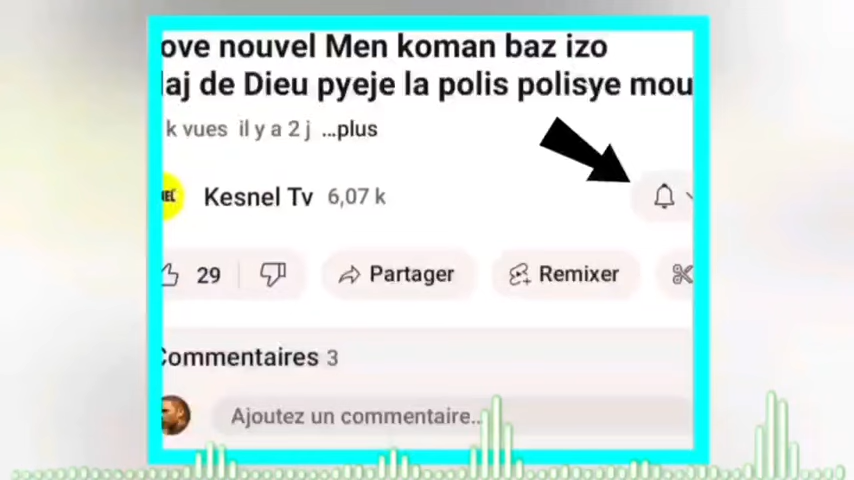 ove nouvel Men koman baz izo
laj de Dieu pyeje la polis polisye mou
k vues il y a 2 j ...plus
Kesnel Tv 6,07 k
29 Partager Remixer
Commentaires 3
Ajoutez un commentaire...